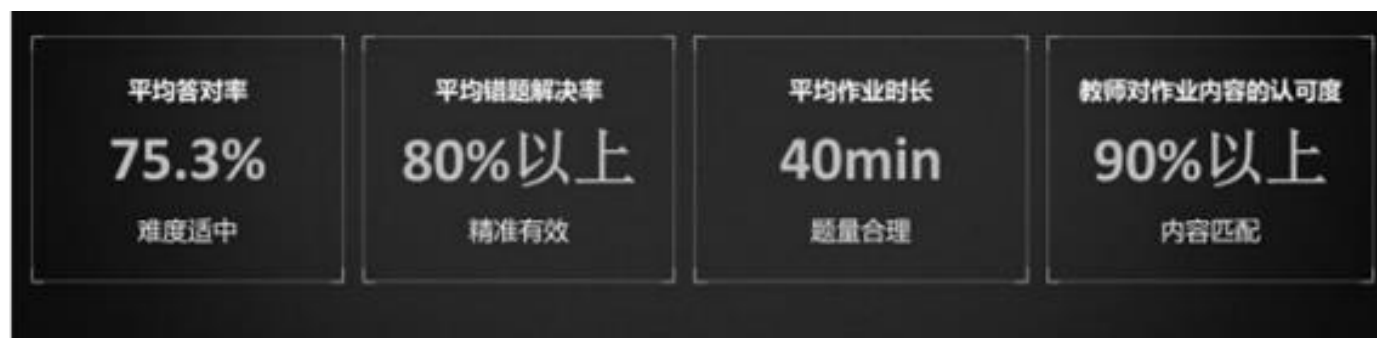 平均答对率
75.3%
难度适中
平均错题解决率
80%以上
精准有效
平均作业时长
40min
题量合理
教师对作业内容的认可度
90%以上
内容匹配